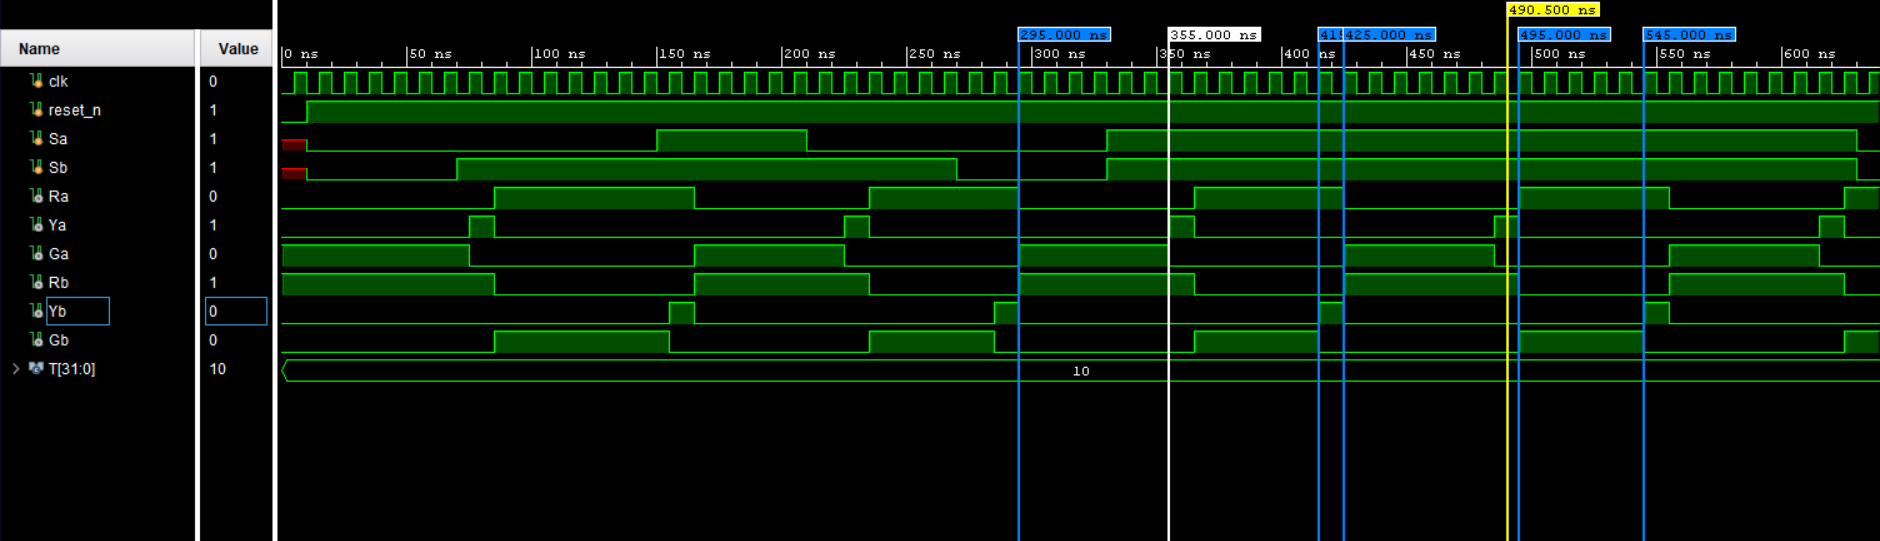 490.500 ns
295.000 ns 355.000 ns 415 425.000 ns 495.000 ns 545.000 ns
Name Value 0 ns 50 ns 100 ns 150 ns 200 ns 250 ns 300 ns 350 ns 400 ns 450 ns 500 ns 550 ns 600 ns
clk 0
reset_n 1
Sa 1
Sb 1
Ra 0
Ya 1
Ga 0
Rb 1
Yb 0
Gb 0
T[31:0] 10 10